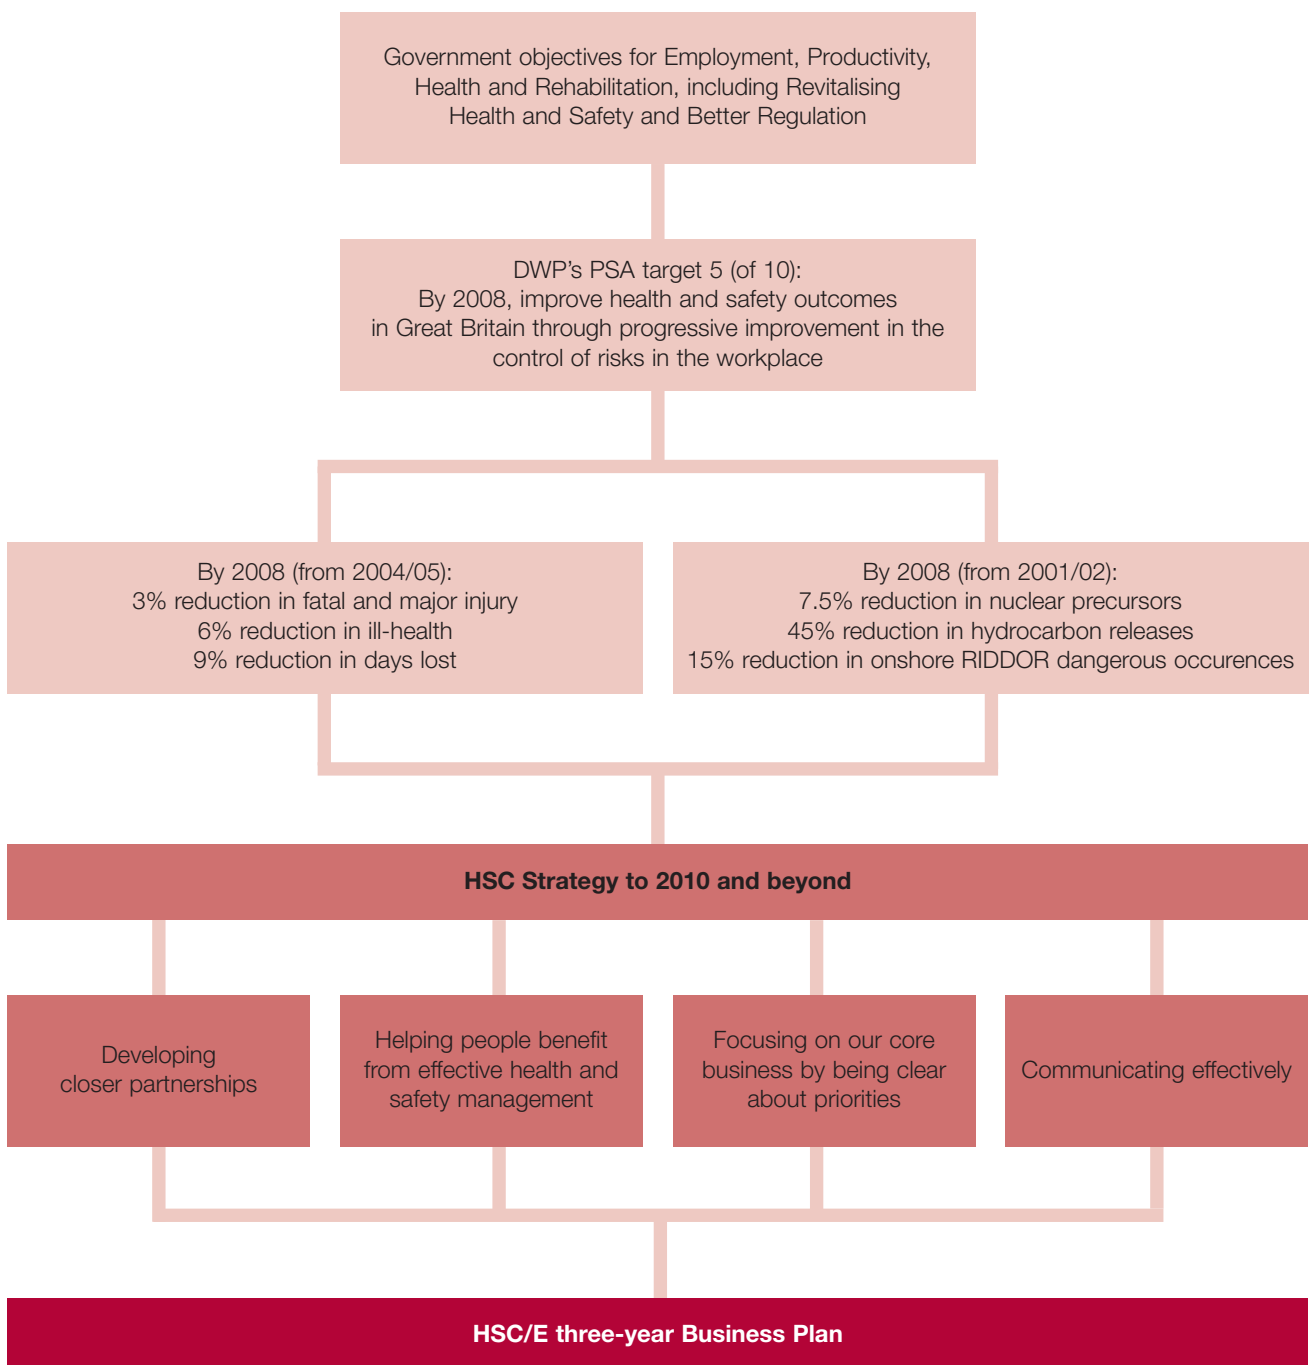 Government objectives for Employment, Productivity,
Health and Rehabilitation, including Revitalising
Health and Safety and Better Regulation
DWP’s PSA target 5 (of 10):
By 2008, improve health and safety outcomes
in Great Britain through progressive improvement in the
control of risks in the workplace
By 2008 (from 2004/05):
3% reduction in fatal and major injury
6% reduction in ill-health
9% reduction in days lost
By 2008 (from 2001/02):
7.5% reduction in nuclear precursors
45% reduction in hydrocarbon releases
15% reduction in onshore RIDDOR dangerous occurences
HSC Strategy to 2010 and beyond
Developing
closer partnerships
Helping people benefit
from effective health and
safety management
Focusing on our core
business by being clear
about priorities
Communicating effectively
HSC/E three-year Business Plan